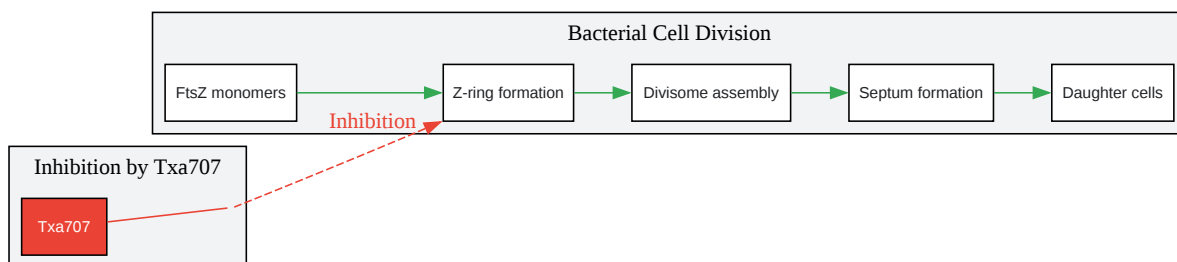 Bacterial Cell Division
FtsZ monomers
Z-ring formation
Divisome assembly
Septum formation
Daughter cells
Inhibition
Inhibition by Txa707
Txa707